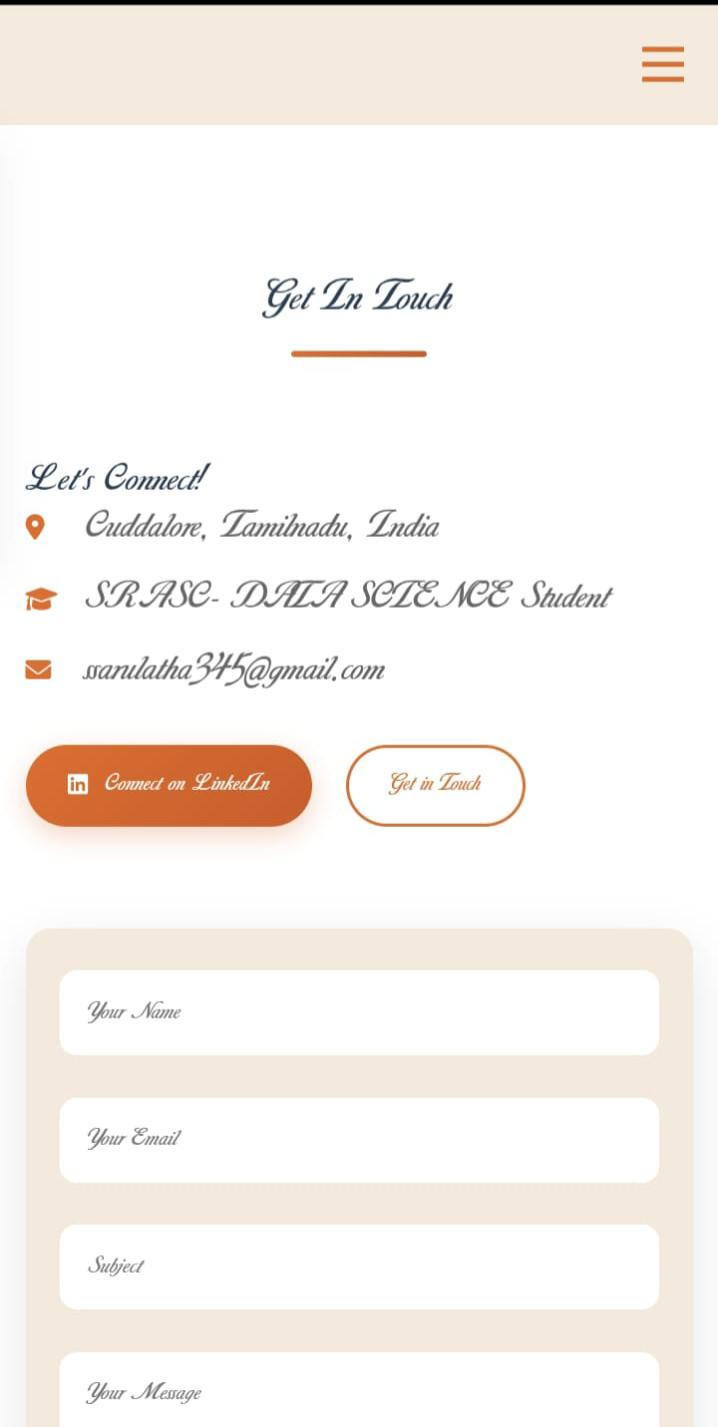 Get In Touch
Let's Connect!
Cuddalore, Tamilnadu, India
SRASC- DATA SCIENCE Student
ssarulatha345@gmail.com
Connect on LinkedIn
Get in Touch
Your Name
Your Email
Subject
Your Message